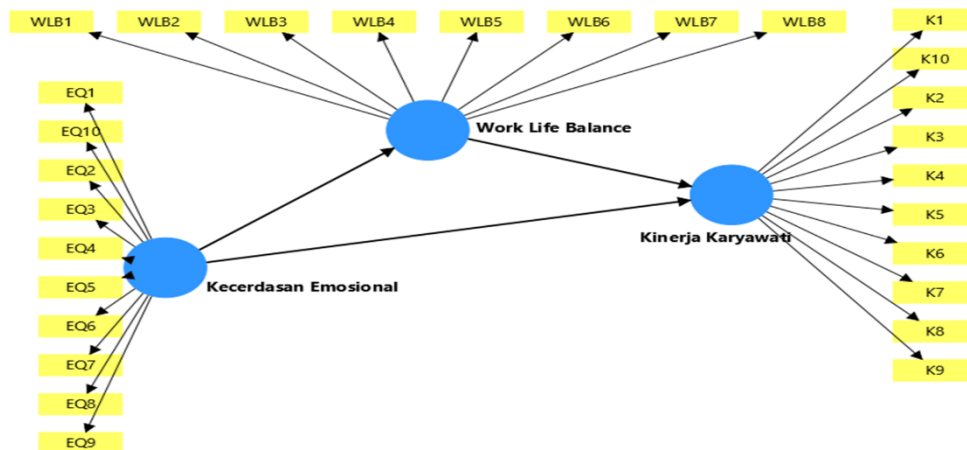 WLB1
WLB2
WLB3
WLB4
WLB5
WLB6
WLB7
WLB8
Work Life Balance
EQ1
EQ10
EQ2
EQ3
EQ4
EQ5
EQ6
EQ7
EQ8
EQ9
Kecerdasan Emosional
K1
K10
K2
K3
K4
K5
K6
K7
K8
K9
Kinerja Karyawati